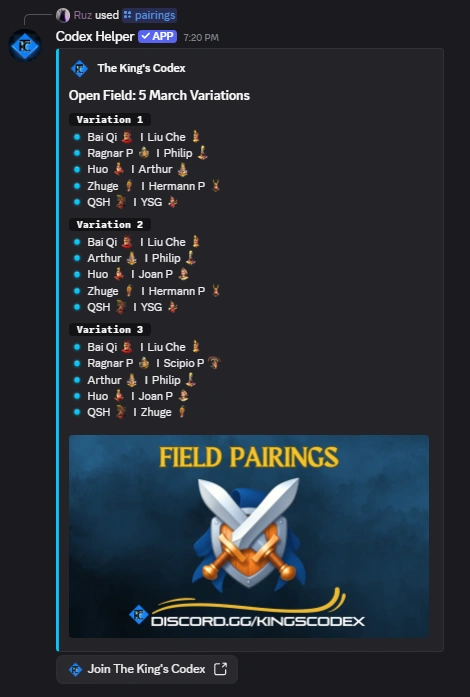 Ruz used pairings
Codex Helper ✓ APP 7:20 PM
The King's Codex
Open Field: 5 March Variations
Variation 1
Bai Qi I Liu Che
Ragnar P I Philip
Huo I Arthur
Zhuge I Hermann P
QSH I YSG
Variation 2
Bai Qi I Liu Che
Arthur I Philip
Huo I Joan P
Zhuge I Hermann P
QSH I YSG
Variation 3
Bai Qi I Liu Che
Ragnar P I Scipio P
Arthur I Philip
Huo I Joan P
QSH I Zhuge
FIELD PAIRINGS
DISCORD.GG/KINGSCODEX
Join The King's Codex